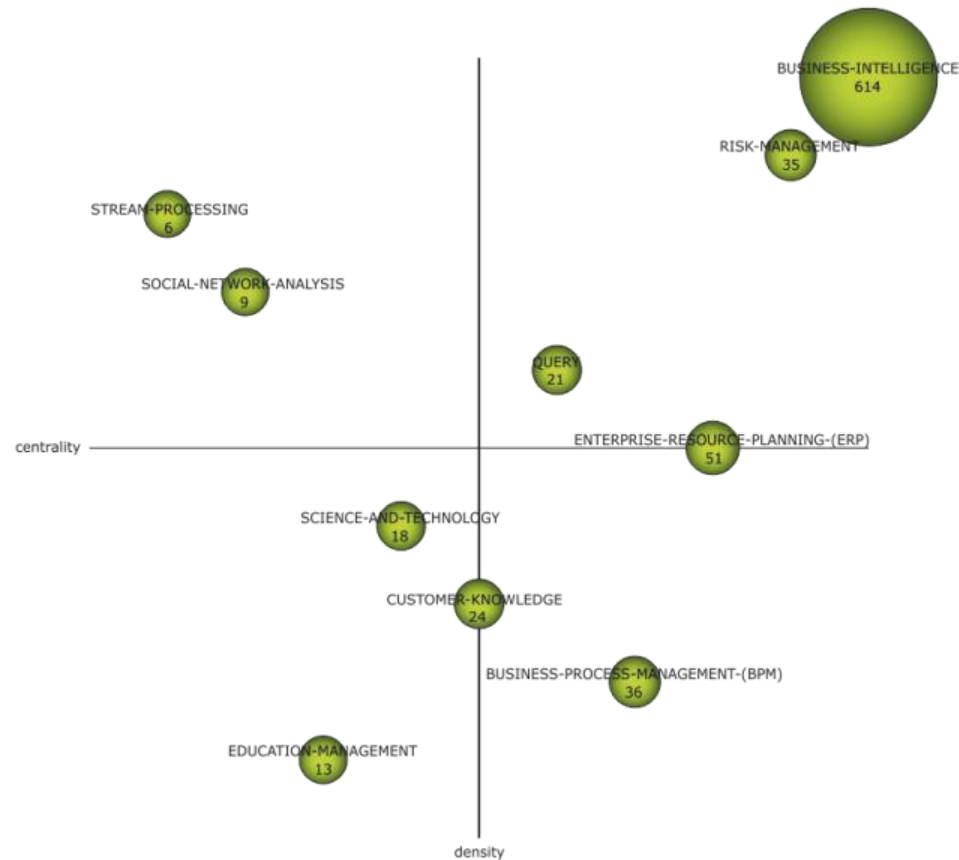 BUSINESS-INTELLIGENCE
614
RISK-MANAGEMENT
35
STREAM-PROCESSING
6
SOCIAL-NETWORK-ANALYSIS
9
QUERY
21
centrality
ENTERPRISE-RESOURCE-PLANNING-(ERP)
51
SCIENCE-AND-TECHNOLOGY
18
CUSTOMER-KNOWLEDGE
24
BUSINESS-PROCESS-MANAGEMENT-(BPM)
36
EDUCATION-MANAGEMENT
13
density